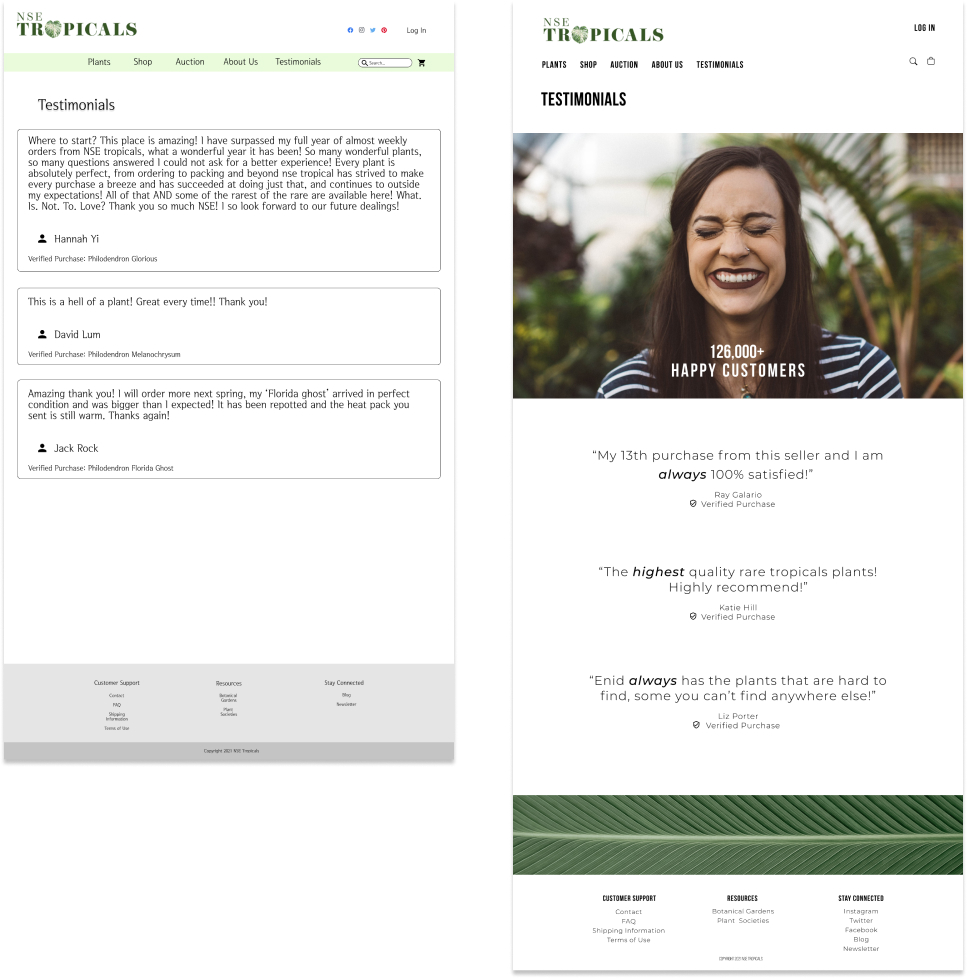 NSE
TROPICALS
Log In
Plants Shop Auction About Us Testimonials Search...
Testimonials
Where to start? This place is amazing! I have surpassed my full year of almost weekly
orders from NSE tropicals, what a wonderful year it has been! So many wonderful plants,
so many questions answered I could not ask for a better experience! Every plant is
absolutely perfect, from ordering to packing and beyond nse tropical has strived to make
every purchase a breeze and has succeeded at doing just that, and continues to outside
my expectations! All of that AND some of the rarest of the rare are available here! What.
Is. Not. To. Love? Thank you so much NSE! I so look forward to our future dealings!
Hannah Yi
Verified Purchase: Philodendron Glorious
This is a hell of a plant! Great every time!! Thank you!
David Lum
Verified Purchase: Philodendron Melanochrysum
Amazing thank you! I will order more next spring, my 'Florida ghost' arrived in perfect
condition and was bigger than I expected! It has been repotted and the heat pack you
sent is still warm. Thanks again!
Jack Rock
Verified Purchase: Philodendron Florida Ghost
Customer Support
Contact
FAQ
Shipping
Information
Terms of Use
Resources
Botanical
Gardens
Plant
Societies
Stay Connected
Blog
Newsletter
Copyright 2021 NSE Tropicals
NSE
TROPICALS
LOG IN
PLANTS SHOP AUCTION ABOUT US TESTIMONIALS
TESTIMONIALS
126,000+
HAPPY CUSTOMERS
“My 13th purchase from this seller and I am
always 100% satisfied!”
Ray Galario
Verified Purchase
“The highest quality rare tropicals plants!
Highly recommend!”
Katie Hill
Verified Purchase
“Enid always has the plants that are hard to
find, some you can’t find anywhere else!”
Liz Porter
Verified Purchase
CUSTOMER SUPPORT
Contact
FAQ
Shipping Information
Terms of Use
RESOURCES
Botanical Gardens
Plant Societies
STAY CONNECTED
Instagram
Twitter
Facebook
Blog
Newsletter
COPYRIGHT 2021 NSE TROPICALS